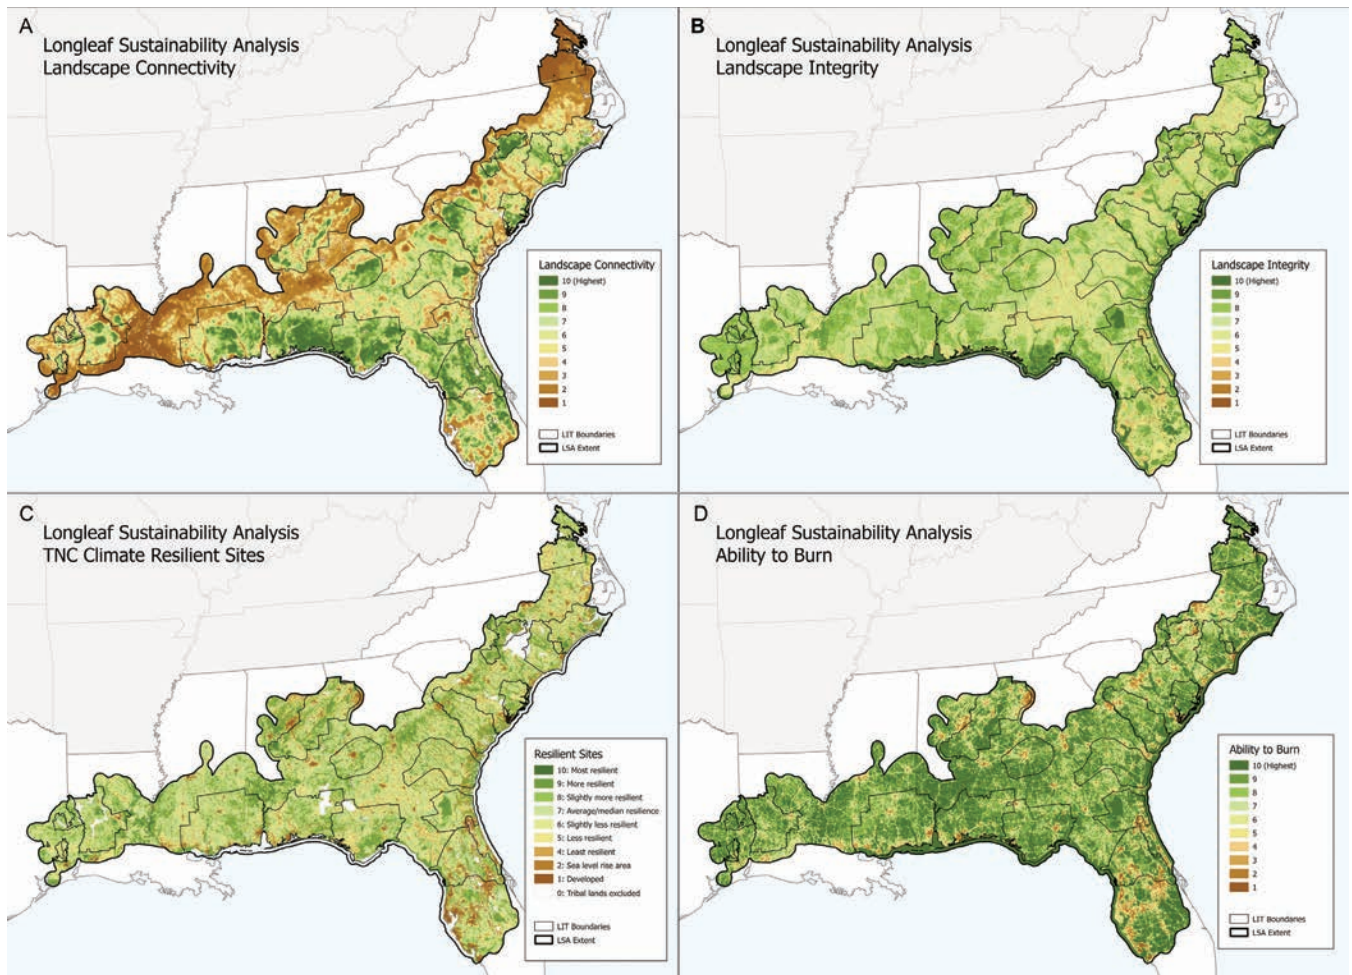 A
Longleaf Sustainability Analysis
Landscape Connectivity
Landscape Connectivity
10 (Highest)
9
8
7
6
5
4
3
2
1
LIT Boundaries
LSA Extent
B
Longleaf Sustainability Analysis
Landscape Integrity
Landscape Integrity
10 (Highest)
9
8
7
6
5
4
3
2
1
LIT Boundaries
LSA Extent
C
Longleaf Sustainability Analysis
TNC Climate Resilient Sites
Resilient Sites
10: Most resilient
9: More resilient
8: Slightly more resilient
7: Average/median resilience
6: Slightly less resilient
5: Less resilient
4: Least resilient
2: Sea level rise area
1: Developed
0: Tribal lands excluded
LIT Boundaries
LSA Extent
D
Longleaf Sustainability Analysis
Ability to Burn
Ability to Burn
10 (Highest)
9
8
7
6
5
4
3
2
1
LIT Boundaries
LSA Extent